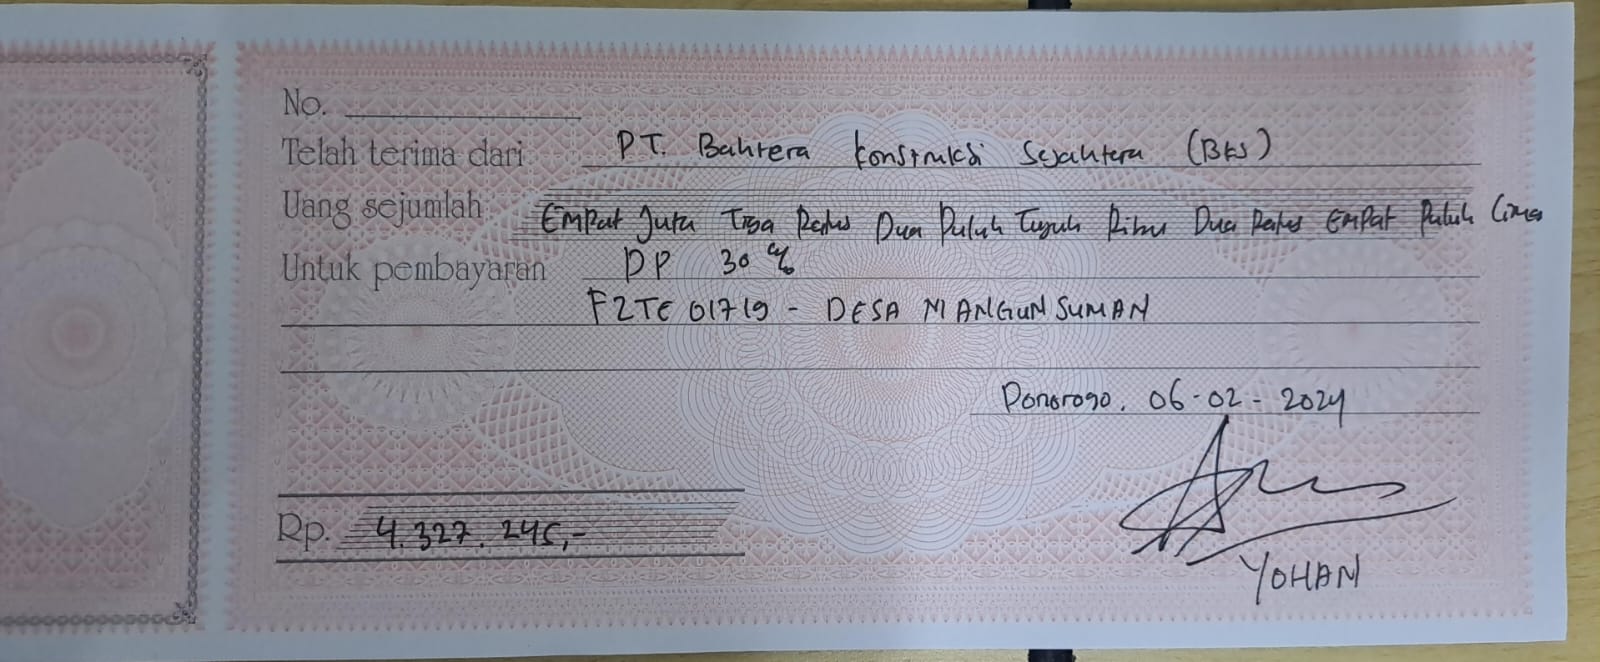 No.
Telah terima dari PT. Bahtera Konstruksi Sejahtera (BKS)
Uang sejumlah Empat Juta Tiga Ratus Dua Puluh Tujuh Ribu Dua Ratus Empat Puluh Lima
Untuk pembayaran DP 30%
F2TE 01719 - DESA MANGUNSUMAN
Ponorogo, 06-02-2024
Rp. 4.327.245,-
YOHAN